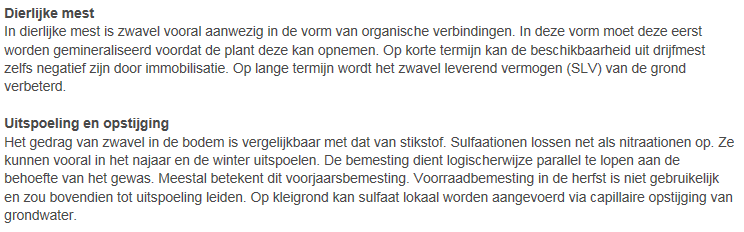 Dierlijke mest
In dierlijke mest is zwavel vooral aanwezig in de vorm van organische verbindingen. In deze vorm moet deze eerst
worden gemineraliseerd voordat de plant deze kan opnemen. Op korte termijn kan de beschikbaarheid uit drijfmest
zelfs negatief zijn door immobilisatie. Op lange termijn wordt het zwavel leverend vermogen (SLV) van de grond
verbeterd.
Uitspoeling en opstijging
Het gedrag van zwavel in de bodem is vergelijkbaar met dat van stikstof. Sulfaationen lossen net als nitraationen op. Ze
kunnen vooral in het najaar en de winter uitspoelen. De bemesting dient logischerwijze parallel te lopen aan de
behoefte van het gewas. Meestal betekent dit voorjaarsbemesting. Voorraadbemesting in de herfst is niet gebruikelijk
en zou bovendien tot uitspoeling leiden. Op kleigrond kan sulfaat lokaal worden aangevoerd via capillaire opstijging van
grondwater.